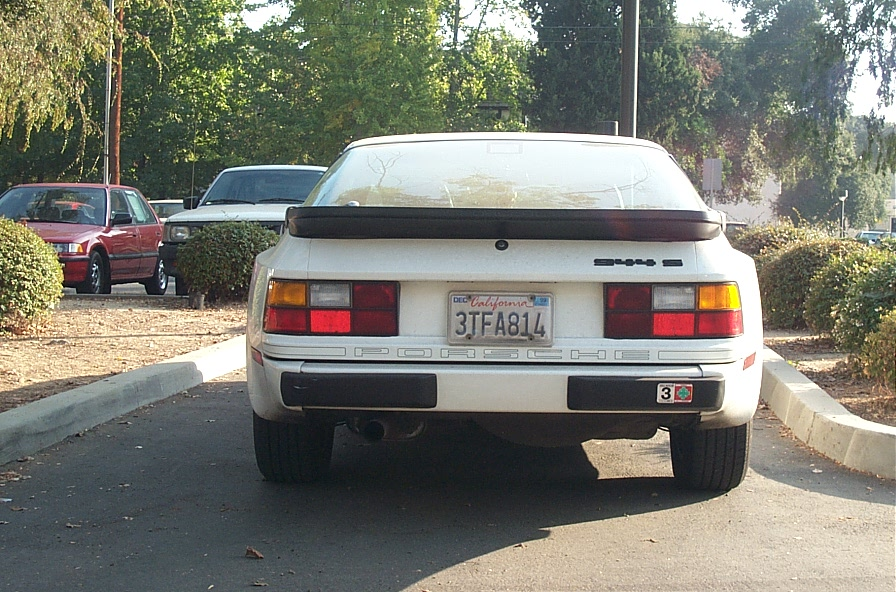 944 S
DEC California
3TFA814
PORSCHE
3